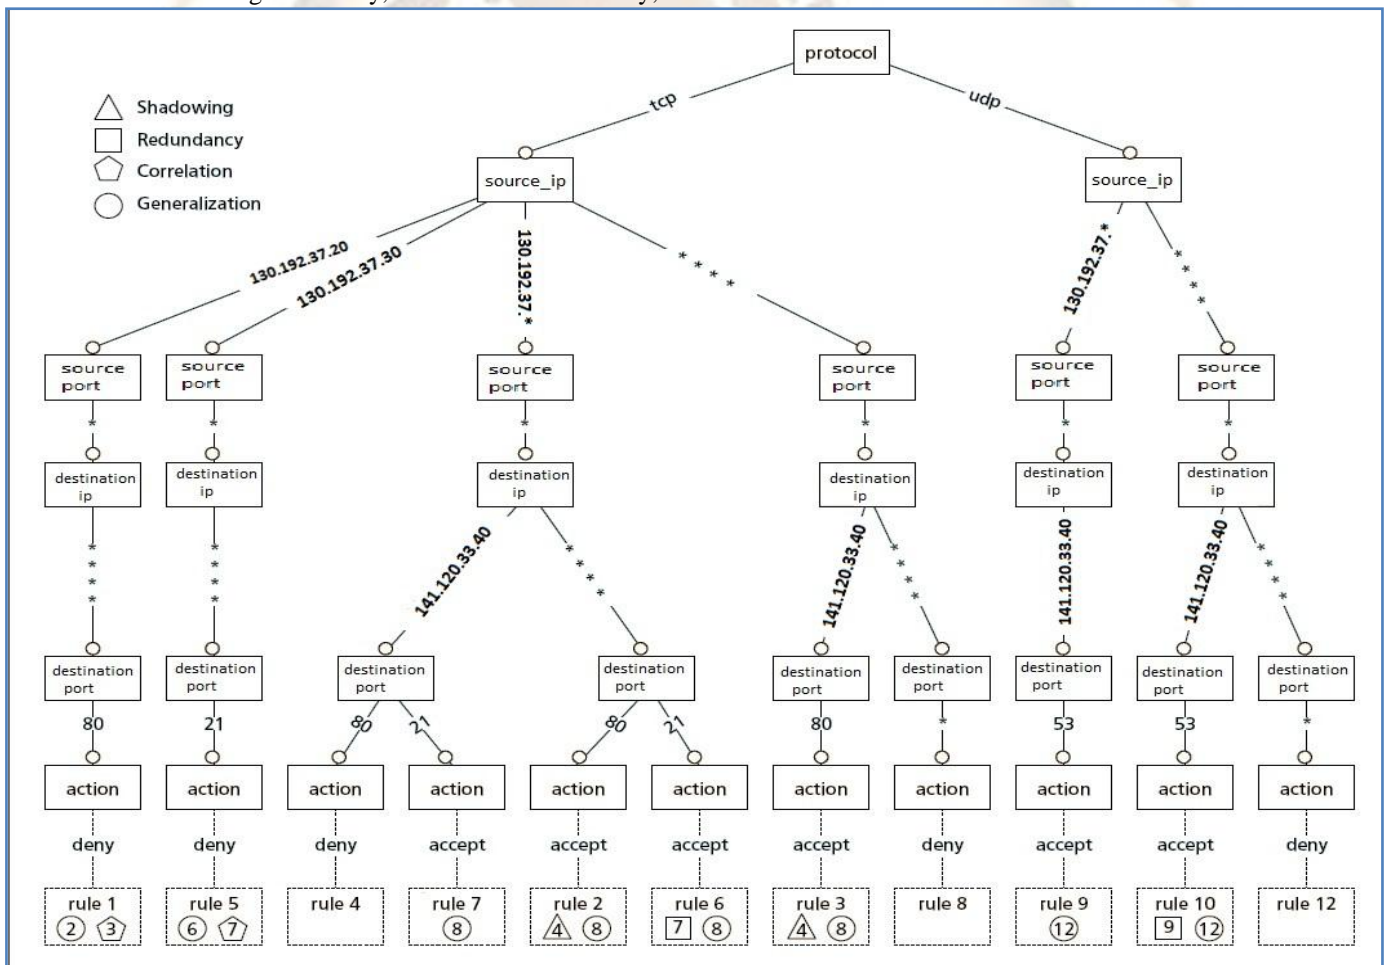 protocol
tcp
udp
Shadowing
Redundancy
Correlation
Generalization
source_ip
source_ip
130.192.37.20
130.192.37.30
130.192.37.*
* * * *
130.192.37.*
* * * *
source port
source port
source port
source port
source port
source port
* * * * * *
destination ip
destination ip
destination ip
destination ip
destination ip
destination ip
* * * *
* * * *
141.120.33.40
* * * *
141.120.33.40
* * * *
141.120.33.40
141.120.33.40
* * * *
destination port
destination port
destination port
destination port
destination port
destination port
destination port
destination port
destination port
80 21 80 21 80 21 80 * 53 53 *
action action action action action action action action action action action
deny deny deny accept accept accept accept deny accept accept deny
rule 1 rule 5 rule 4 rule 7 rule 2 rule 6 rule 3 rule 8 rule 9 rule 10 rule 12
2 3 6 7 8 4 8 7 8 4 8 12 9 12